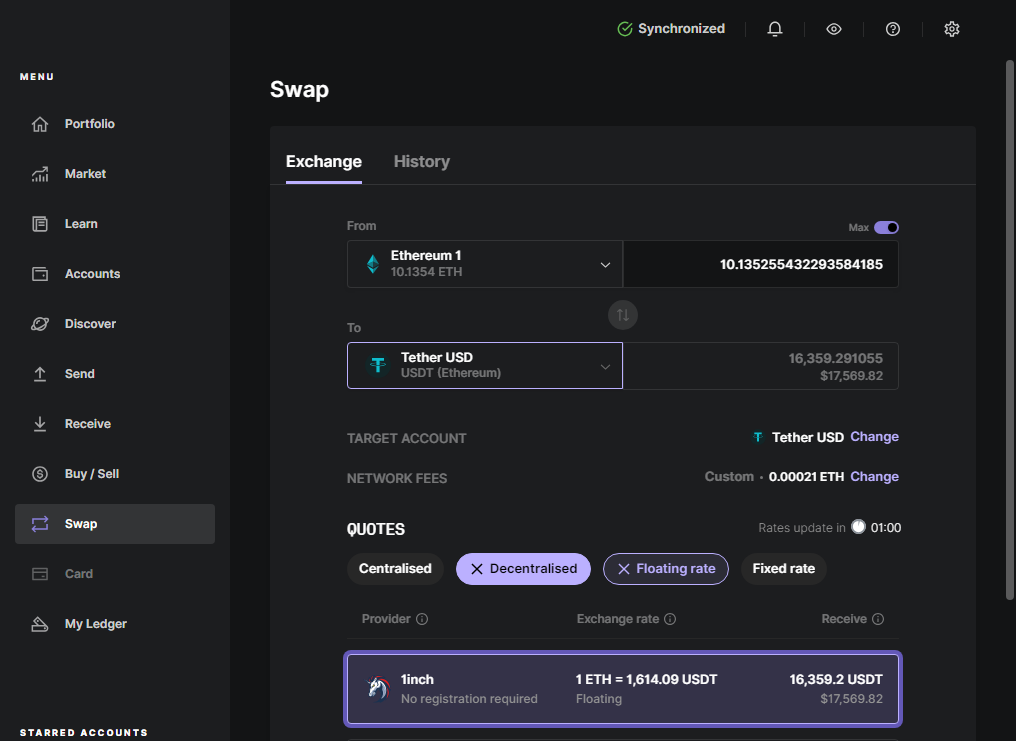 Synchronized
MENU
Portfolio
Market
Learn
Accounts
Discover
Send
Receive
Buy / Sell
Swap
Card
My Ledger
STARRED ACCOUNTS
Swap
Exchange History
From Max
Ethereum 1
10.1354 ETH
10.135255432293584185
To
Tether USD
USDT (Ethereum)
16,359.291055
$17,569.82
TARGET ACCOUNT Tether USD Change
NETWORK FEES Custom · 0.00021 ETH Change
QUOTES Rates update in 01:00
Centralised Decentralised Floating rate Fixed rate
Provider Exchange rate Receive
1inch 1 ETH = 1,614.09 USDT 16,359.2 USDT
No registration required Floating $17,569.82